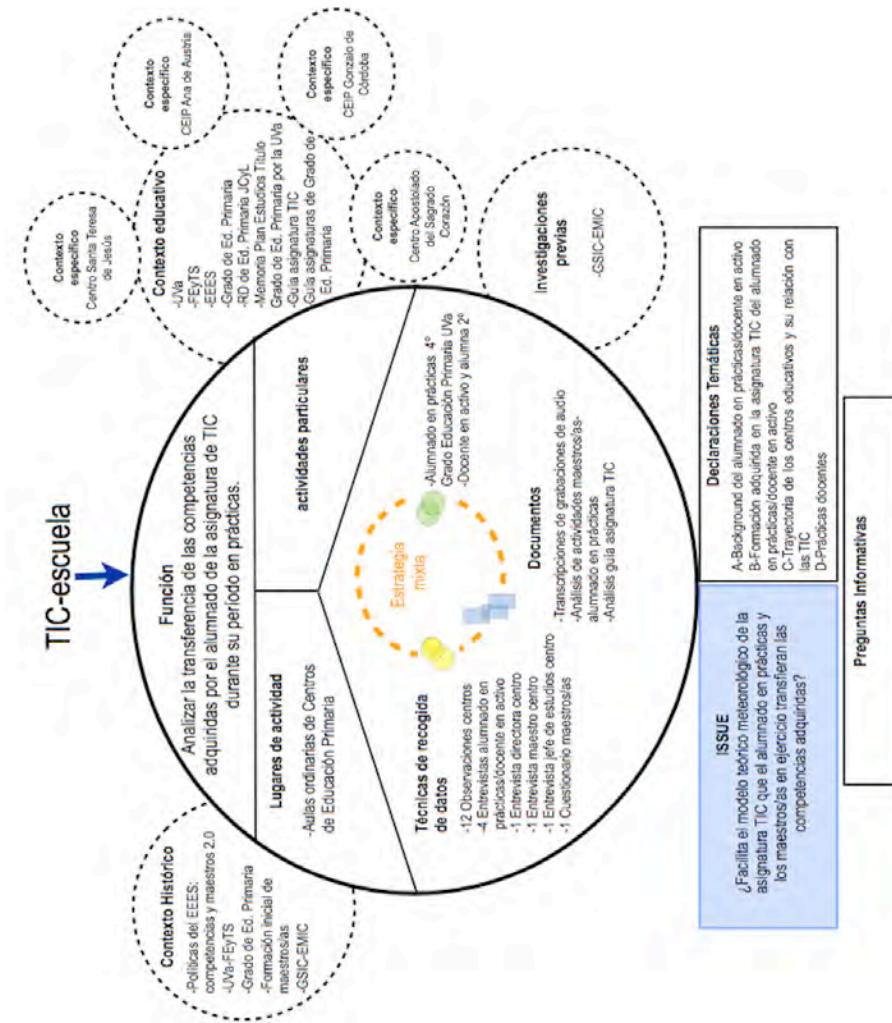 TIC-escuela
Función
Analizar la transferencia de las competencias
adquiridas por el alumnado de la asignatura de TIC
durante su período en prácticas.
Contexto Histórico
-Políticas del EEES:
competencias y maestros 2.0
-UVa-FEyTS
-Grado de Ed. Primaria
-Formación inicial de
maestros/as
-GSIC-EMIC
Lugares de actividad
-Aulas ordinarias de Centros
de Educación Primaria
actividades particulares
Contexto
específico
Centro Santa Teresa
de Jesús
Contexto
específico
CEIP Ana de Austria
Contexto educativo
-UVa
-FEyTS
-EEES
-Grado de Ed. Primaria
-RD de Ed. Primaria JCyL
-Memoria Plan Estudios Título
Grado de Ed. Primaria por la UVa
-Guía asignatura TIC
-Guías asignaturas de Grado de
Ed. Primaria
Contexto
específico
CEIP Gonzalo de
Córdoba
Contexto
específico
Centro Apostolado
del Sagrado
Corazón
Técnicas de recogida
de datos
-12 Observaciones centros
-4 Entrevistas alumnado en
prácticas/docente en activo
-1 Entrevista directora centro
-1 Entrevista maestro centro
-1 Entrevista jefe de estudios centro
-1 Cuestionario maestros/as
Estrategia
mixta
-Alumnado en prácticas 4º
Grado Educación Primaria UVa
-Docente en activo y alumna 2º
Documentos
-Transcripciones de grabaciones de audio
-Análisis de actividades maestros/as-
alumnado en prácticas
-Análisis guía asignatura TIC
Investigaciones
previas
-GSIC-EMIC
ISSUE
¿Facilita el modelo teórico meteorológico de la
asignatura TIC que el alumnado en prácticas y
los maestros/as en ejercicio transfieran las
competencias adquiridas?
Declaraciones Temáticas
A-Background del alumnado en prácticas/docente en activo
B-Formación adquirida en la asignatura TIC del alumnado
en prácticas/docente en activo
C-Trayectoria de los centros educativos y su relación con
las TIC
D-Prácticas docentes
Preguntas Informativas